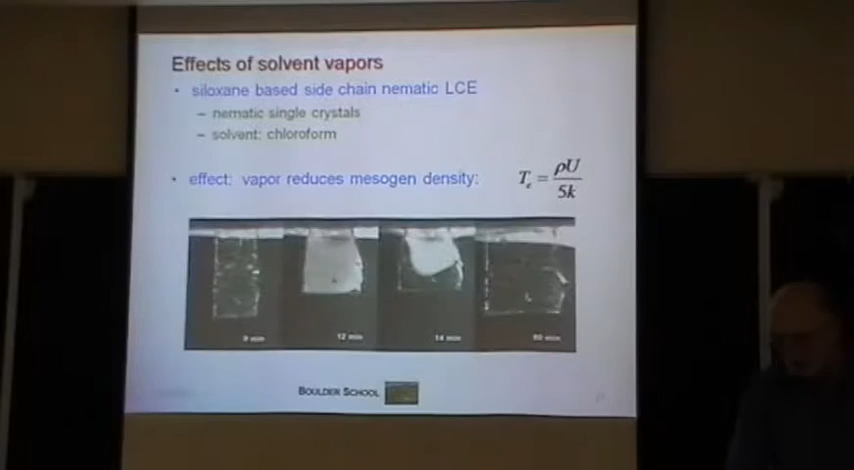 Effects of solvent vapors
• siloxane based side chain nematic LCE
– nematic single crystals
– solvent: chloroform
• effect: vapor reduces mesogen density: T_c = ρU / 5k
12 min 14 min
BOULDER SCHOOL